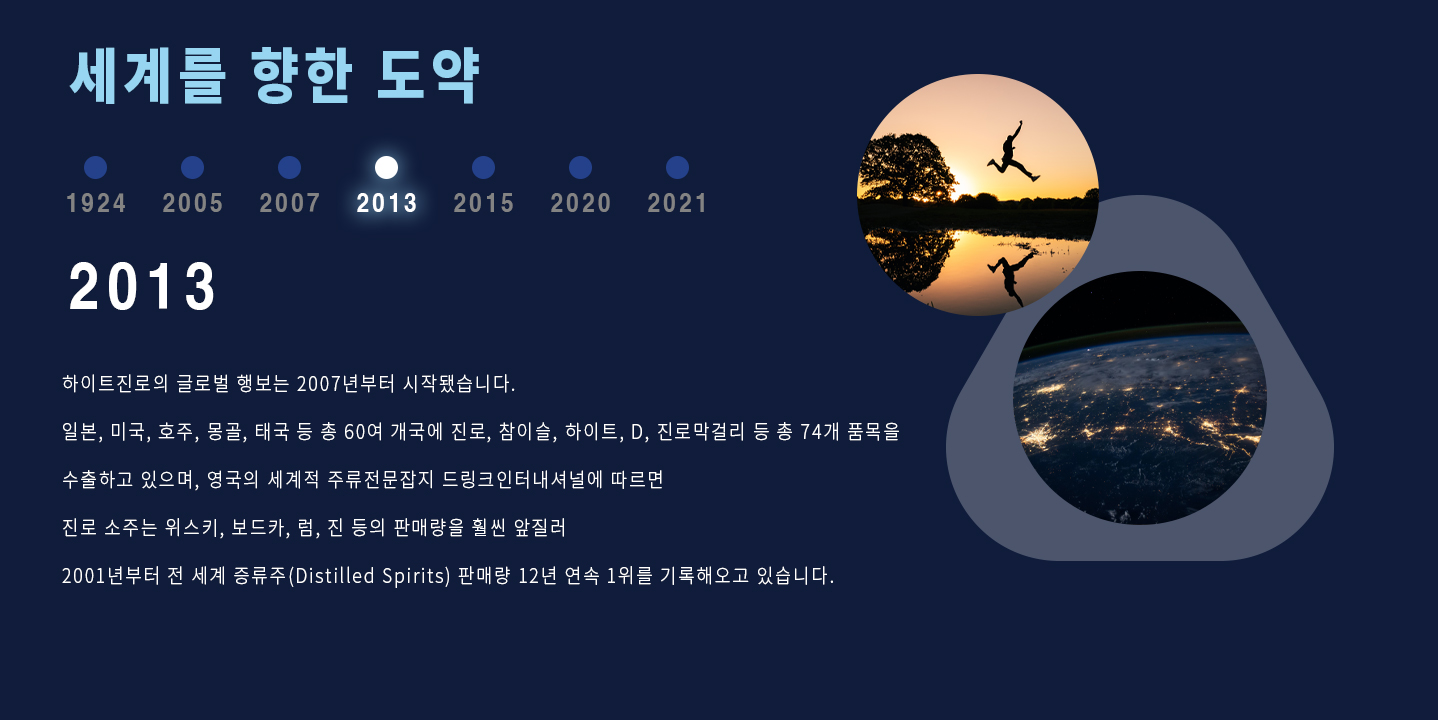 세계를 향한 도약
1924 2005 2007 2013 2015 2020 2021
2013
하이트진로의 글로벌 행보는 2007년부터 시작됐습니다.
일본, 미국, 호주, 몽골, 태국 등 총 60여 개국에 진로, 참이슬, 하이트, D, 진로막걸리 등 총 74개 품목을
수출하고 있으며, 영국의 세계적 주류전문잡지 드링크인터내셔널에 따르면
진로 소주는 위스키, 보드카, 럼, 진 등의 판매량을 훨씬 앞질러
2001년부터 전 세계 증류주(Distilled Spirits) 판매량 12년 연속 1위를 기록해오고 있습니다.